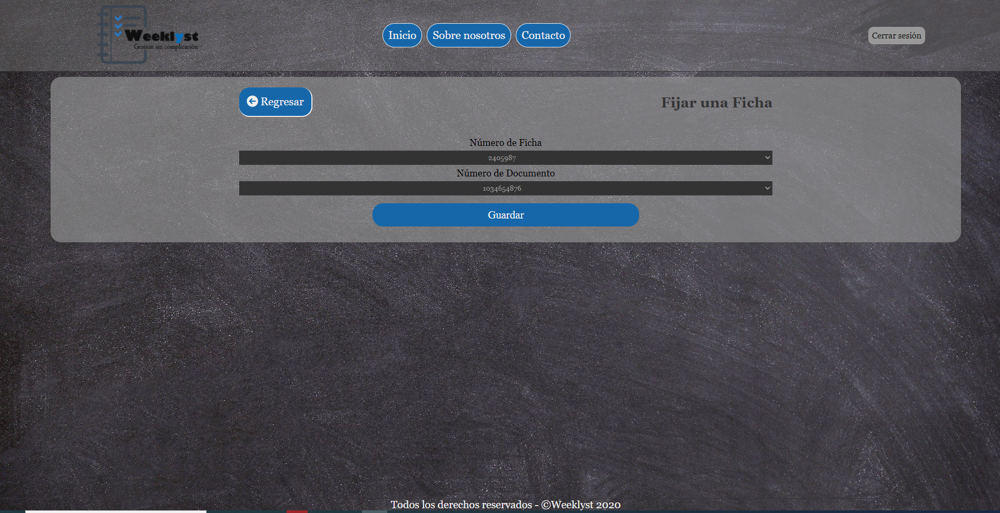 Weeklyst
Gestión sin complicación
Inicio
Sobre nosotros
Contacto
Cerrar sesión
Regresar
Fijar una Ficha
Número de Ficha
2405987
Número de Documento
1034654876
Guardar
Todos los derechos reservados - ©Weeklyst 2020